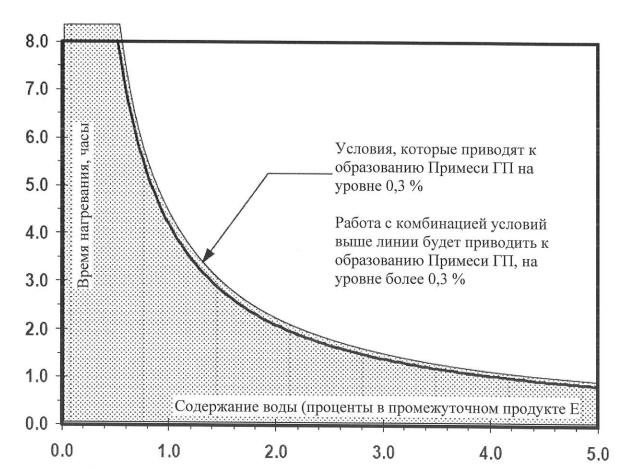 8.0
7.0
6.0
5.0
4.0
3.0
2.0
1.0
0.0
Время нагревания, часы
Условия, которые приводят к
образованию Примеси ГП на
уровне 0,3 %
Работа с комбинацией условий
выше линии будет приводить к
образованию Примеси ГП, на
уровне более 0,3 %
Содержание воды (проценты в промежуточном продукте Е
0.0 1.0 2.0 3.0 4.0 5.0